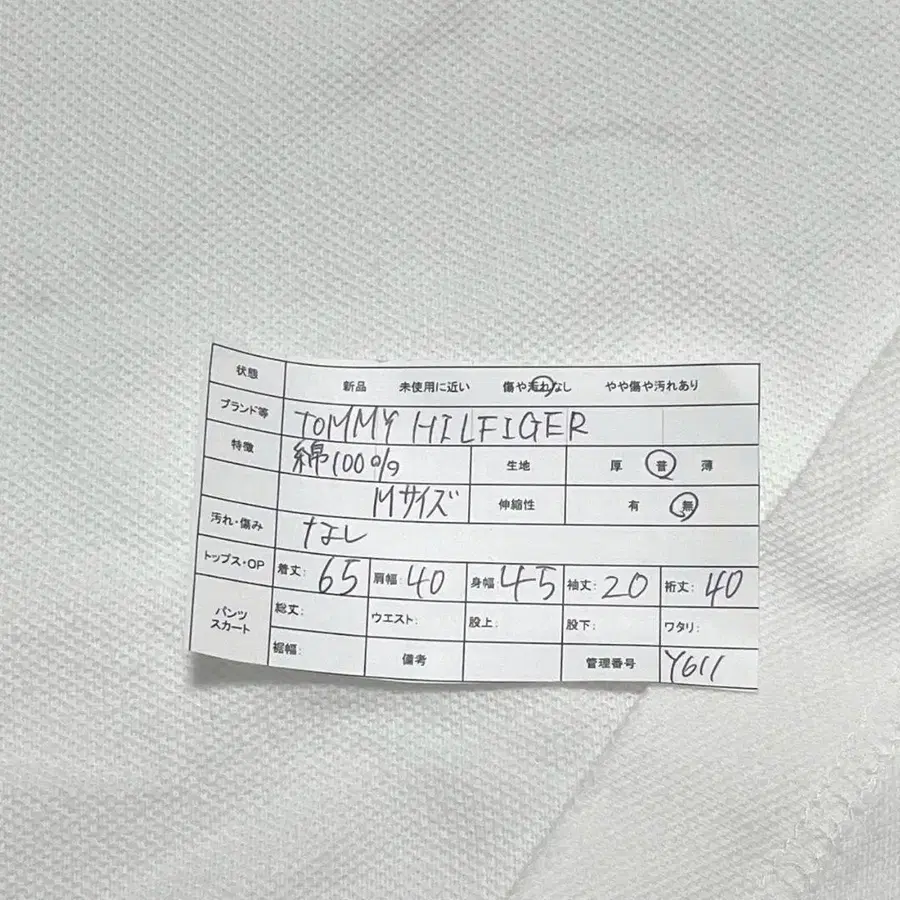 状態 新品 未使用に近い 傷や汚れなし やや傷や汚れあり
ブランド等 TOMMY HILFIGER
特徴 綿100% 生地 厚 普 薄
Mサイズ 伸縮性 有 無
汚れ・傷み なし
トップス・OP 着丈: 65 肩幅: 40 身幅: 45 袖丈: 20 裄丈: 40
パンツ スカート 総丈: ウエスト: 股上: 股下: ワタリ:
裾幅: 備考 管理番号 Y611